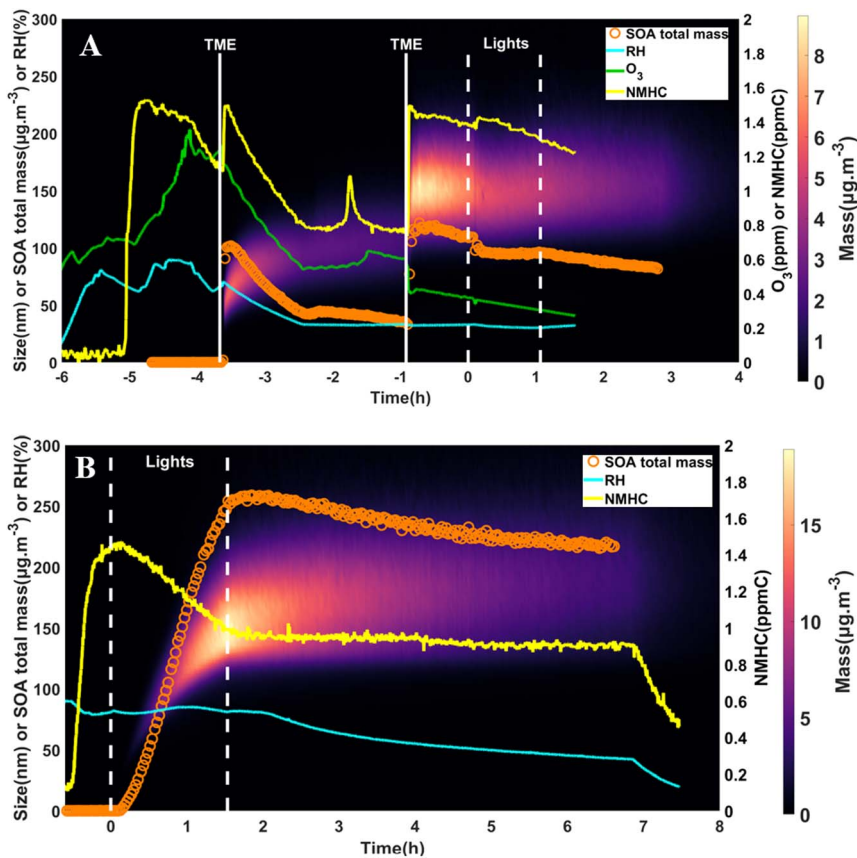 A
TME
TME
Lights
SOA total mass
RH
O₃
NMHC
Size(nm) or SOA total mass(μg.m⁻³) or RH(%)
300
250
200
150
100
50
0
-6 -5 -4 -3 -2 -1 0 1 2 3 4
Time(h)
2
1.8
1.6
1.4
1.2
1
0.8
0.6
0.4
0.2
0
O₃(ppm) or NMHC(ppmC)
8
7
6
5
4
3
2
1
0
Mass(μg.m⁻³)
B
Lights
SOA total mass
RH
NMHC
Size(nm) or SOA total mass(μg.m⁻³) or RH(%)
300
250
200
150
100
50
0
0 1 2 3 4 5 6 7 8
Time(h)
2
1.8
1.6
1.4
1.2
1
0.8
0.6
0.4
0.2
0
NMHC(ppmC)
15
10
5
0
Mass(μg.m⁻³)